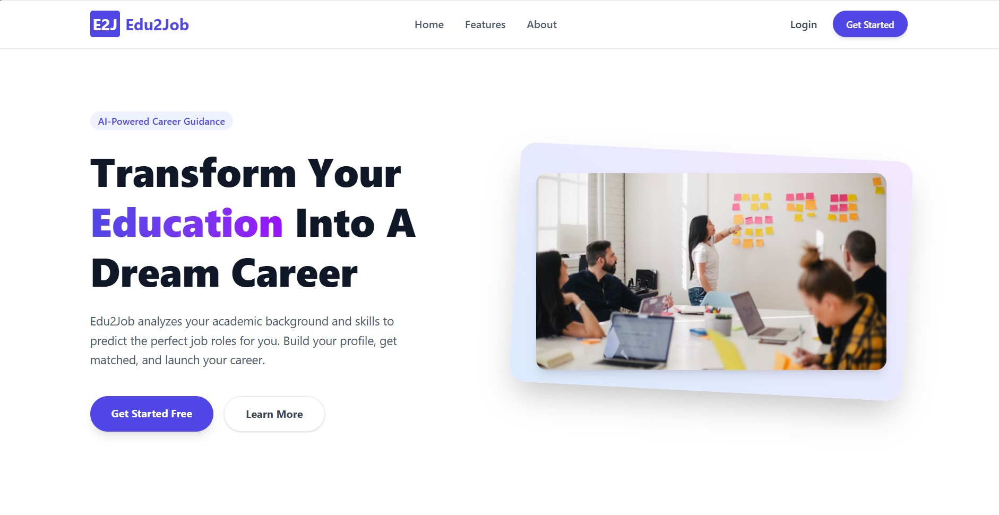 E2J Edu2Job
Home Features About
Login Get Started
AI-Powered Career Guidance
Transform Your
Education Into A
Dream Career
Edu2Job analyzes your academic background and skills to
predict the perfect job roles for you. Build your profile, get
matched, and launch your career.
Get Started Free Learn More